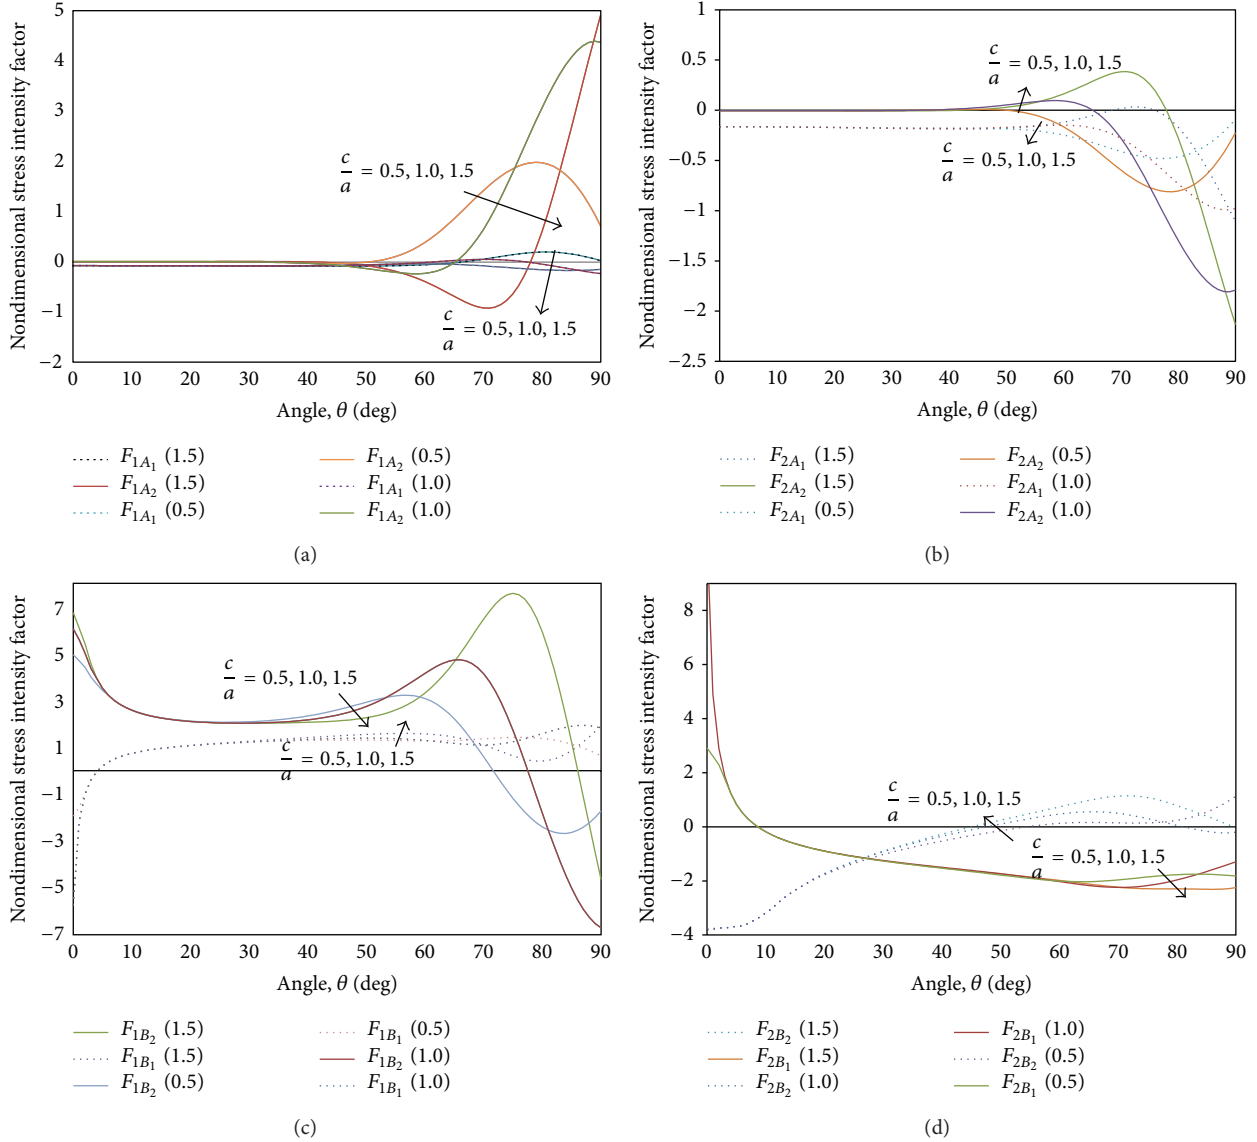 Nondimensional stress intensity factor
5
4
3
2
1
0
−1
−2
c/a = 0.5, 1.0, 1.5
c/a = 0.5, 1.0, 1.5
0 10 20 30 40 50 60 70 80 90
Angle, θ (deg)
F1A1 (1.5) F1A2 (0.5)
F1A2 (1.5) F1A1 (1.0)
F1A1 (0.5) F1A2 (1.0)
(a)
Nondimensional stress intensity factor
1
0.5
0
−0.5
−1
−1.5
−2
−2.5
c/a = 0.5, 1.0, 1.5
c/a = 0.5, 1.0, 1.5
0 10 20 30 40 50 60 70 80 90
Angle, θ (deg)
F2A1 (1.5) F2A2 (0.5)
F2A2 (1.5) F2A1 (1.0)
F2A1 (0.5) F2A2 (1.0)
(b)
Nondimensional stress intensity factor
7
5
3
1
−1
−3
−5
−7
c/a = 0.5, 1.0, 1.5
c/a = 0.5, 1.0, 1.5
0 10 20 30 40 50 60 70 80 90
Angle, θ (deg)
F1B2 (1.5) F1B1 (0.5)
F1B1 (1.5) F1B2 (1.0)
F1B2 (0.5) F1B1 (1.0)
(c)
Nondimensional stress intensity factor
8
6
4
2
0
−2
−4
c/a = 0.5, 1.0, 1.5
c/a = 0.5, 1.0, 1.5
0 10 20 30 40 50 60 70 80 90
Angle, θ (deg)
F2B2 (1.5) F2B1 (1.0)
F2B1 (1.5) F2B2 (0.5)
F2B2 (1.0) F2B1 (0.5)
(d)